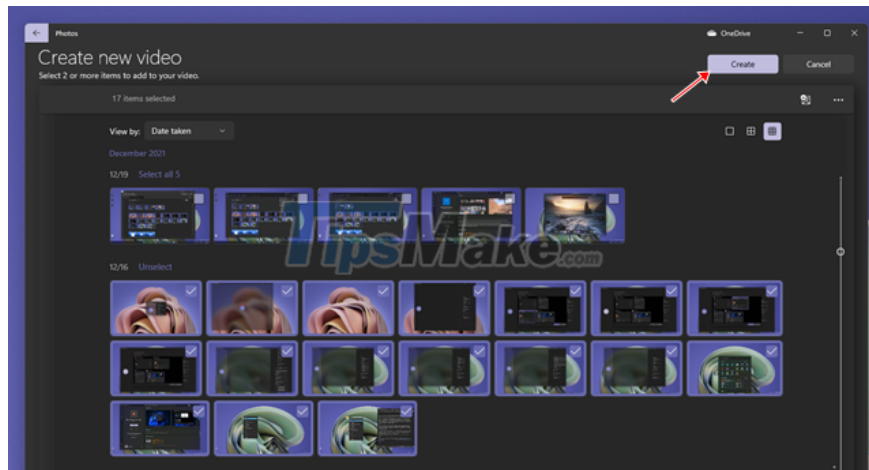 Photos
OneDrive
Create new video
Select 2 or more items to add to your video.
Create
Cancel
17 items selected
View by: Date taken
December 2021
12/19 Select all 5
TipsMake.com
12/16 Unselect